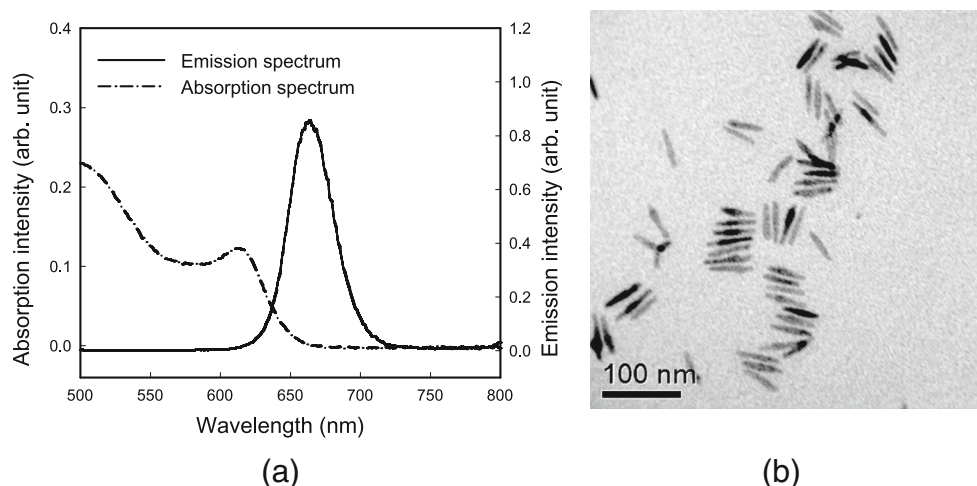 0.4
0.3
0.2
0.1
0.0
Absorption intensity (arb. unit)
Emission spectrum
Absorption spectrum
1.2
1.0
0.8
0.6
0.4
0.2
0.0
Emission intensity (arb. unit)
500 550 600 650 700 750 800
Wavelength (nm)
(a)
100 nm
(b)